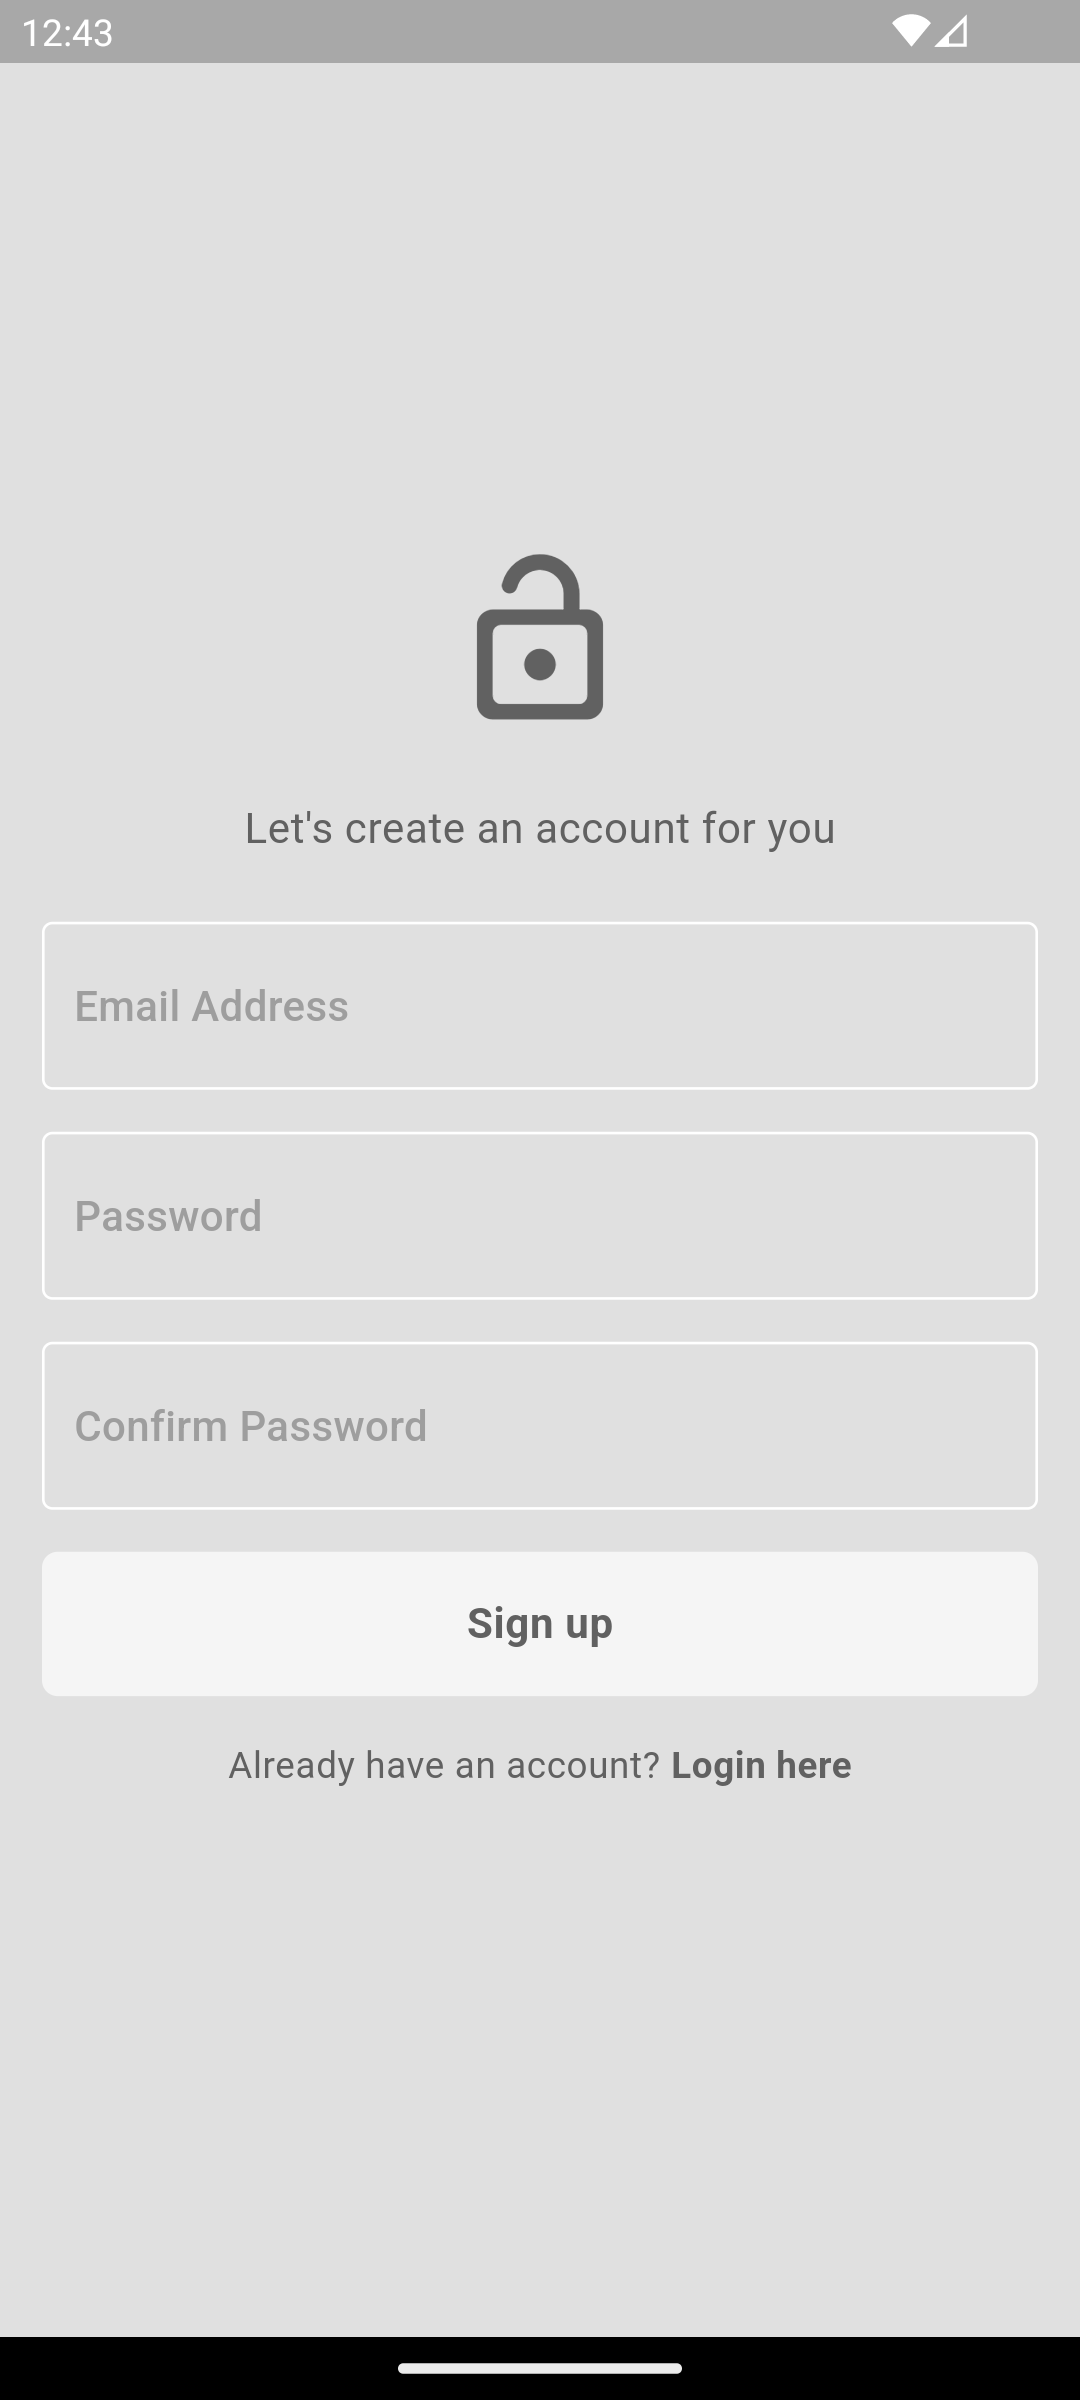 12:43
Let's create an account for you
Email Address
Password
Confirm Password
Sign up
Already have an account? Login here